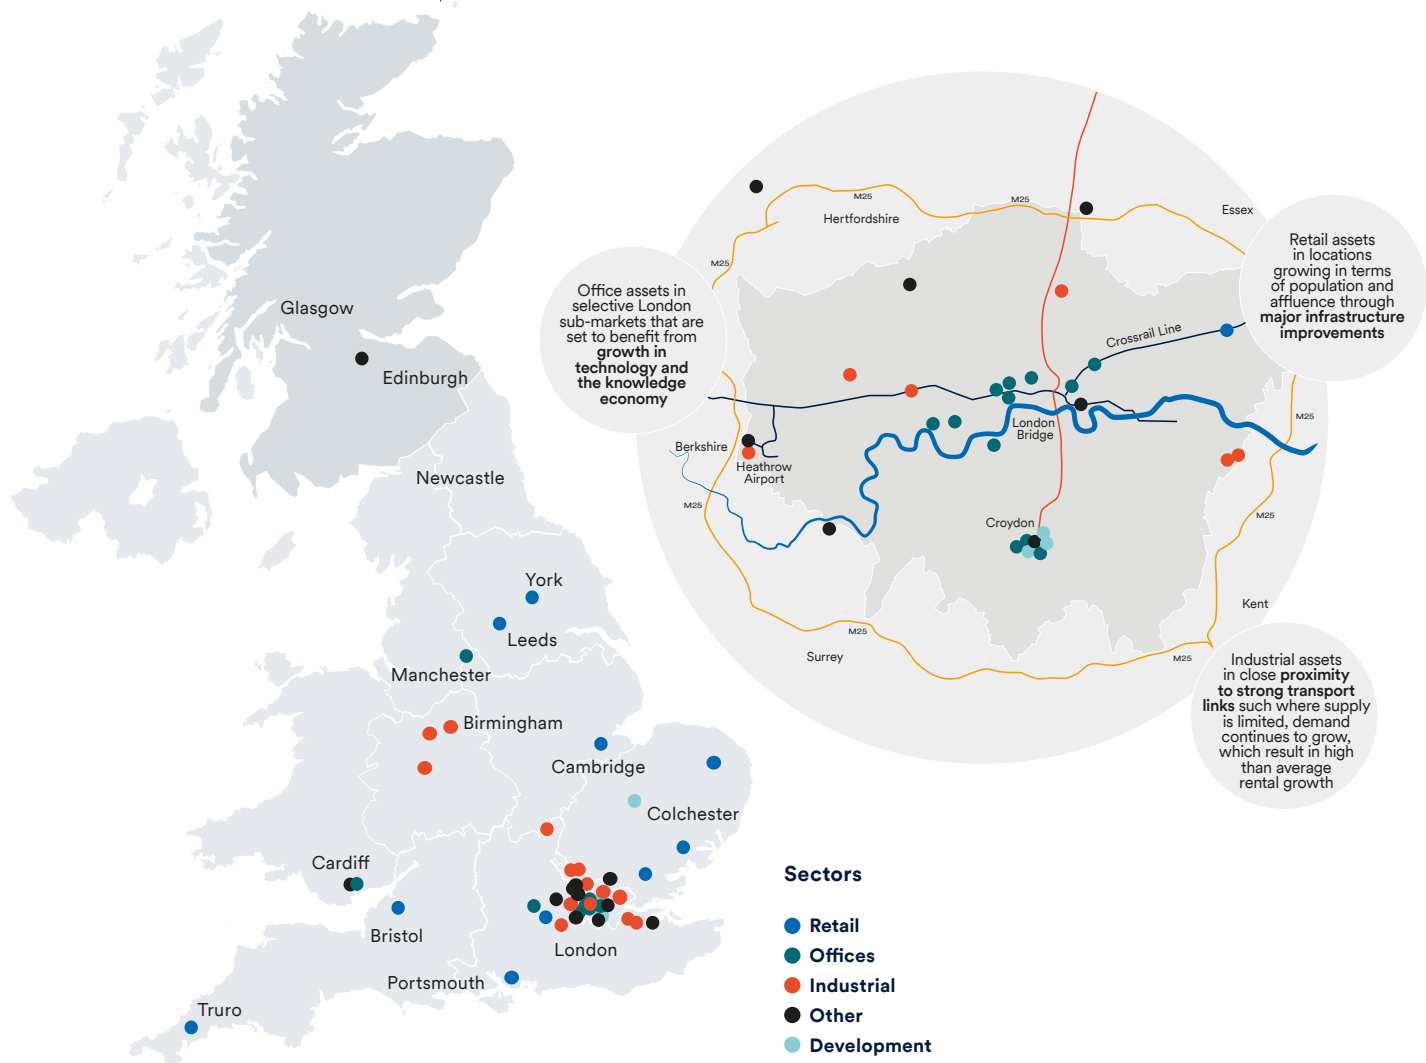 Glasgow
Edinburgh
Newcastle
York
Leeds
Manchester
Birmingham
Cambridge
Colchester
Cardiff
Bristol
London
Portsmouth
Truro
Office assets in
selective London
sub-markets that are
set to benefit from
growth in
technology and
the knowledge
economy
M25
Hertfordshire
M25
Essex
M25
Crossrail Line
London
Bridge
Berkshire
Heathrow
Airport
M25
M25
M25
Croydon
Kent
M25
Surrey
M25
Retail assets
in locations
growing in terms
of population and
affluence through
major infrastructure
improvements
Industrial assets
in close proximity
to strong transport
links such where supply
is limited, demand
continues to grow,
which result in high
than average
rental growth
Sectors
Retail
Offices
Industrial
Other
Development